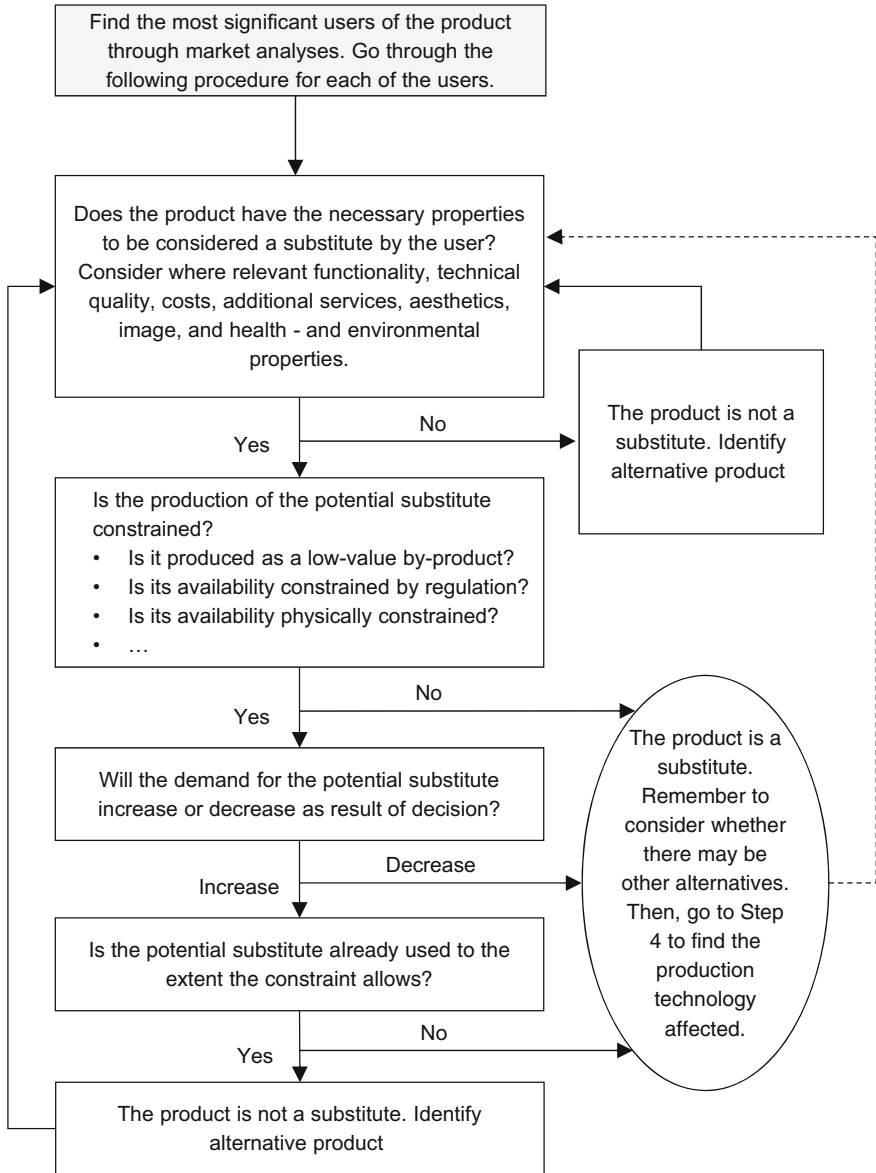 Find the most significant users of the product
through market analyses. Go through the
following procedure for each of the users.
Does the product have the necessary properties
to be considered a substitute by the user?
Consider where relevant functionality, technical
quality, costs, additional services, aesthetics,
image, and health - and environmental
properties.
No
Yes
The product is not a
substitute. Identify
alternative product
Is the production of the potential substitute
constrained?
• Is it produced as a low-value by-product?
• Is its availability constrained by regulation?
• Is its availability physically constrained?
• …
No
Yes
Will the demand for the potential substitute
increase or decrease as result of decision?
Decrease
Increase
The product is a
substitute.
Remember to
consider whether
there may be
other alternatives.
Then, go to Step
4 to find the
production
technology
affected.
Is the potential substitute already used to the
extent the constraint allows?
No
Yes
The product is not a substitute. Identify
alternative product